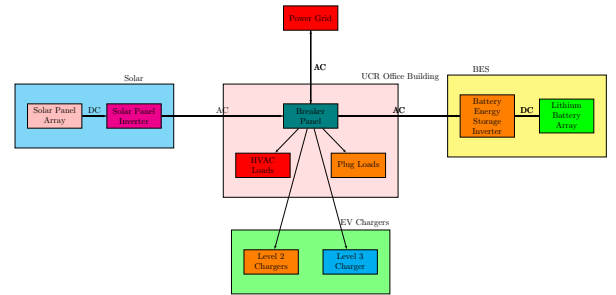 Power Grid
AC
Solar
UCR Office Building
BES
Solar Panel
Array
DC
Solar Panel
Inverter
AC
Breaker
Panel
AC
Battery
Energy
Storage
Inverter
DC
Lithium
Battery
Array
HVAC
Loads
Plug Loads
EV Chargers
Level 2
Chargers
Level 3
Charger